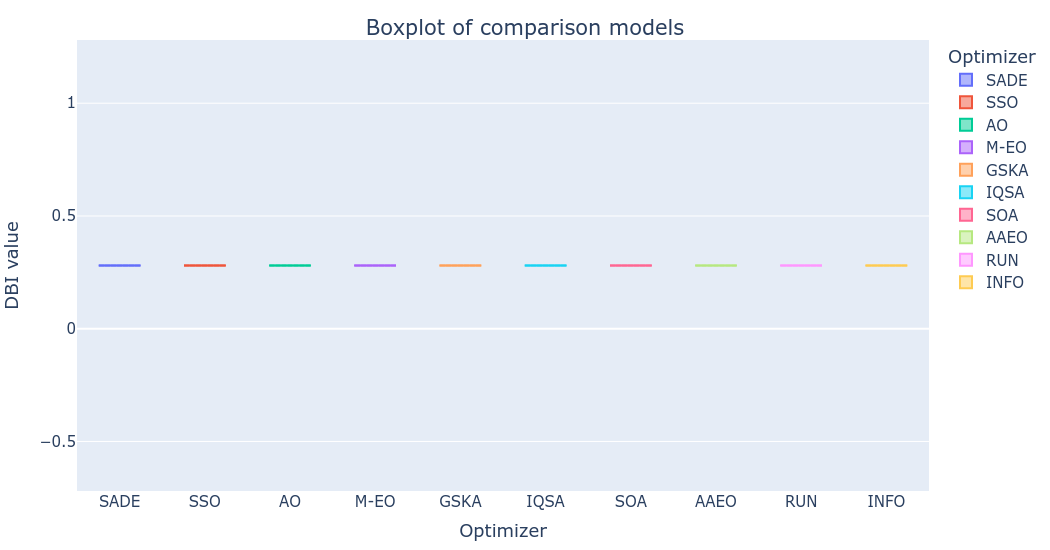 Boxplot of comparison models
Optimizer
SADE
SSO
AO
M-EO
GSKA
IQSA
SOA
AAEO
RUN
INFO
1
0.5
0
−0.5
DBI value
SADE SSO AO M-EO GSKA IQSA SOA AAEO RUN INFO
Optimizer